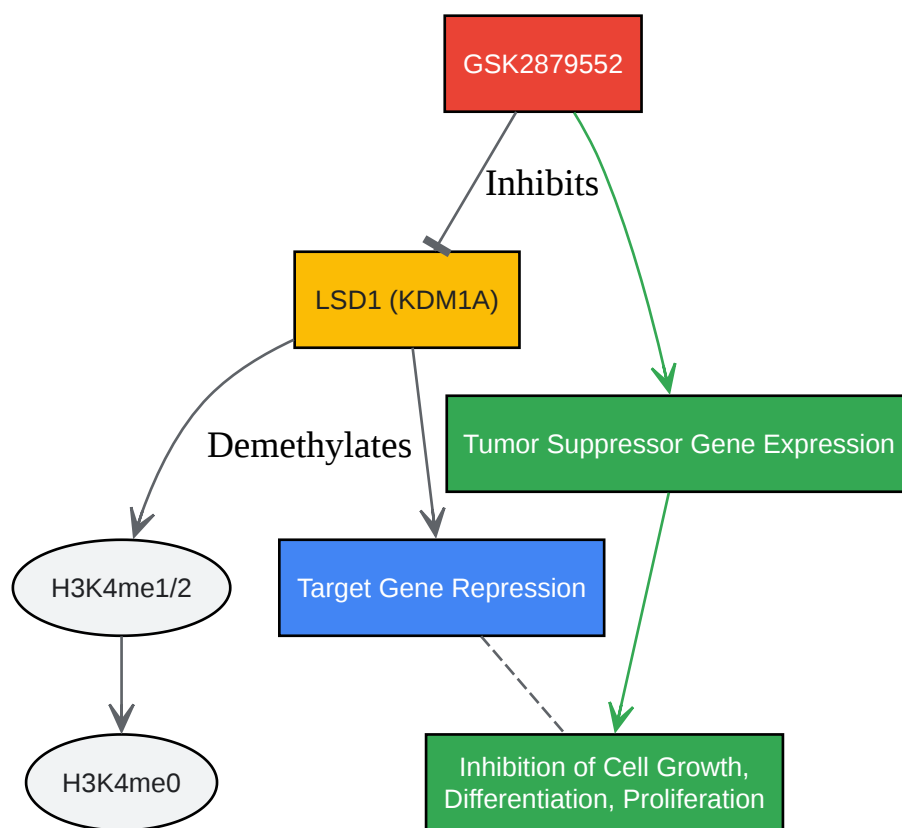 GSK2879552
Inhibits
LSD1 (KDM1A)
Demethylates
Tumor Suppressor Gene Expression
H3K4me1/2
Target Gene Repression
H3K4me0
Inhibition of Cell Growth,
Differentiation, Proliferation